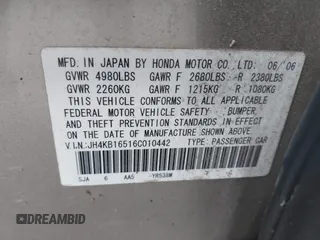 MFD. IN JAPAN BY HONDA MOTOR CO.,LTD. 06/06
GVWR 4980LBS GAWR F 2680LBS R 2380LBS
GVWR 2260KG GAWR F 1215KG R 1080KG
THIS VEHICLE CONFORMS TO ALL APPLICABLE
FEDERAL MOTOR VEHICLE SAFETY , BUMPER, AND
THEFT PREVENTION STANDARDS IN EFFECT ON THE
DATE OF MANUFACTURE SHOWN ABOVE.
V.I.N.:JH4KB16516C010442 TYPE: PASSENGER CAR
SJA 6 AA5
DREAMBID